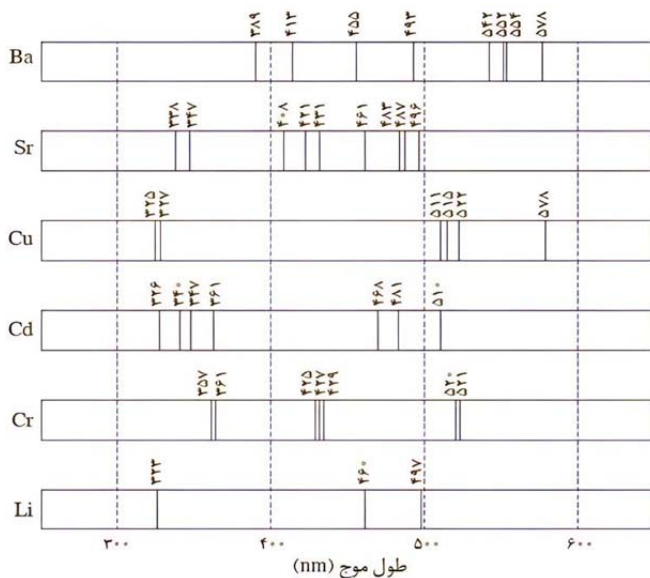 Ba ۳۸۹ ۴۱۳ ۴۵۵ ۴۹۳ ۵۴۲ ۵۵۲ ۵۵۴ ۵۷۸
Sr ۳۳۸ ۳۴۷ ۴۰۸ ۴۲۱ ۴۳۱ ۴۶۱ ۴۸۳ ۴۸۷ ۴۹۶
Cu ۳۲۵ ۳۲۷ ۵۱۱ ۵۱۵ ۵۲۲ ۵۷۸
Cd ۳۲۶ ۳۴۰ ۳۴۷ ۳۶۱ ۴۶۸ ۴۸۱ ۵۱۰
Cr ۳۵۷ ۳۶۱ ۴۲۵ ۴۲۷ ۴۲۹ ۵۲۰ ۵۲۱
Li ۳۲۳ ۴۶۰ ۴۹۷
۳۰۰ ۴۰۰ ۵۰۰ ۶۰۰
طول موج (nm)